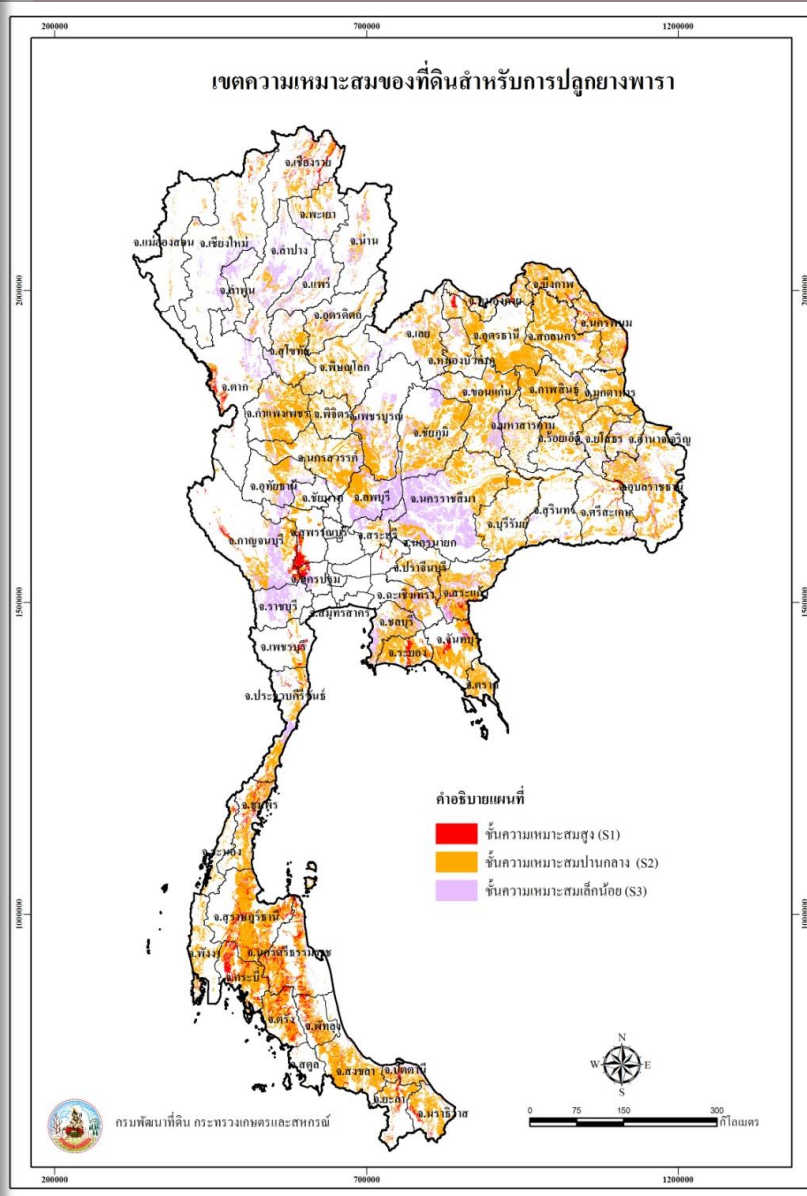 200000 700000 1200000
เขตความเหมาะสมของที่ดินสำหรับการปลูกยางพารา
จ.เชียงราย
จ.พะเยา
จ.แม่ฮ่องสอน จ.เชียงใหม่ จ.น่าน
จ.ลำปาง
จ.ลำพูน จ.แพร่ จ.บึงกาฬ
2000000 2000000
จ.หนองคาย
จ.อุตรดิตถ์ จ.นครพนม
จ.เลย จ.อุดรธานี จ.สกลนคร
จ.สุโขทัย จ.หนองบัวลำภู
จ.พิษณุโลก
จ.ตาก จ.ขอนแก่น จ.กาฬสินธุ์ จ.มุกดาหาร
จ.กำแพงเพชร จ.พิจิตร จ.เพชรบูรณ์
จ.ชัยภูมิ จ.มหาสารคาม
จ.ร้อยเอ็ด จ.ยโสธร จ.อำนาจเจริญ
จ.นครสวรรค์
จ.อุทัยธานี จ.อุบลราชธานี
จ.ชัยนาท จ.ลพบุรี จ.นครราชสีมา
จ.สุรินทร์ จ.ศรีสะเกษ
จ.บุรีรัมย์
จ.สุพรรณบุรี จ.สระบุรี
จ.กาญจนบุรี จ.นครนายก
จ.ปราจีนบุรี
จ.นครปฐม
จ.ฉะเชิงเทรา จ.สระแก้ว
1500000 จ.ราชบุรี จ.สมุทรสาคร 1500000
จ.ชลบุรี
จ.เพชรบุรี จ.ระยอง จ.จันทบุรี
จ.ตราด
จ.ประจวบคีรีขันธ์
คำอธิบายแผนที่
จ.ชุมพร
ชั้นความเหมาะสมสูง (S1)
จ.ระนอง
ชั้นความเหมาะสมปานกลาง (S2)
ชั้นความเหมาะสมเล็กน้อย (S3)
1000000 จ.สุราษฎร์ธานี 1000000
จ.พังงา จ.นครศรีธรรมราช
จ.กระบี่
จ.ตรัง จ.พัทลุง
N
จ.สตูล W E
จ.สงขลา จ.ปัตตานี
S
จ.ยะลา
จ.นราธิวาส
กรมพัฒนาที่ดิน กระทรวงเกษตรและสหกรณ์
0 75 150 300
กิโลเมตร
200000 700000 1200000